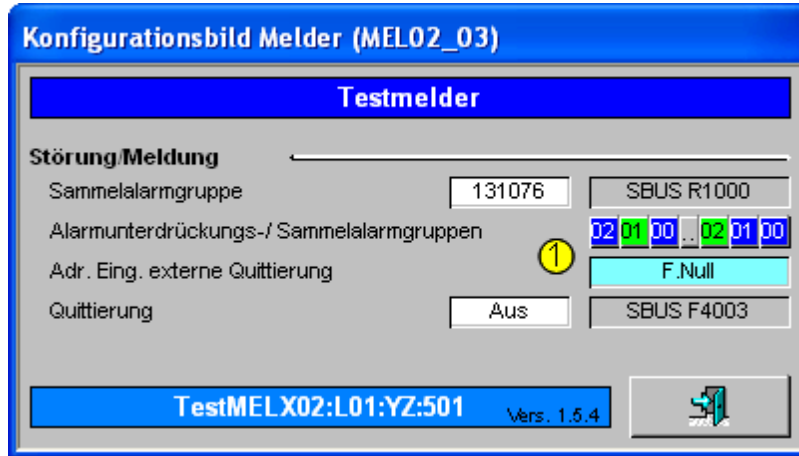 Konfigurationsbild Melder (MEL02_03)
Testmelder
Störung/Meldung
Sammelalarmgruppe 131076 SBUS R1000
Alarmunterdrückungs-/ Sammelalarmgruppen 02 01 00 .. 02 01 00
1
Adr. Eing. externe Quittierung F.Null
Quittierung Aus SBUS F4003
TestMELX02:L01:YZ:501 Vers. 1.5.4